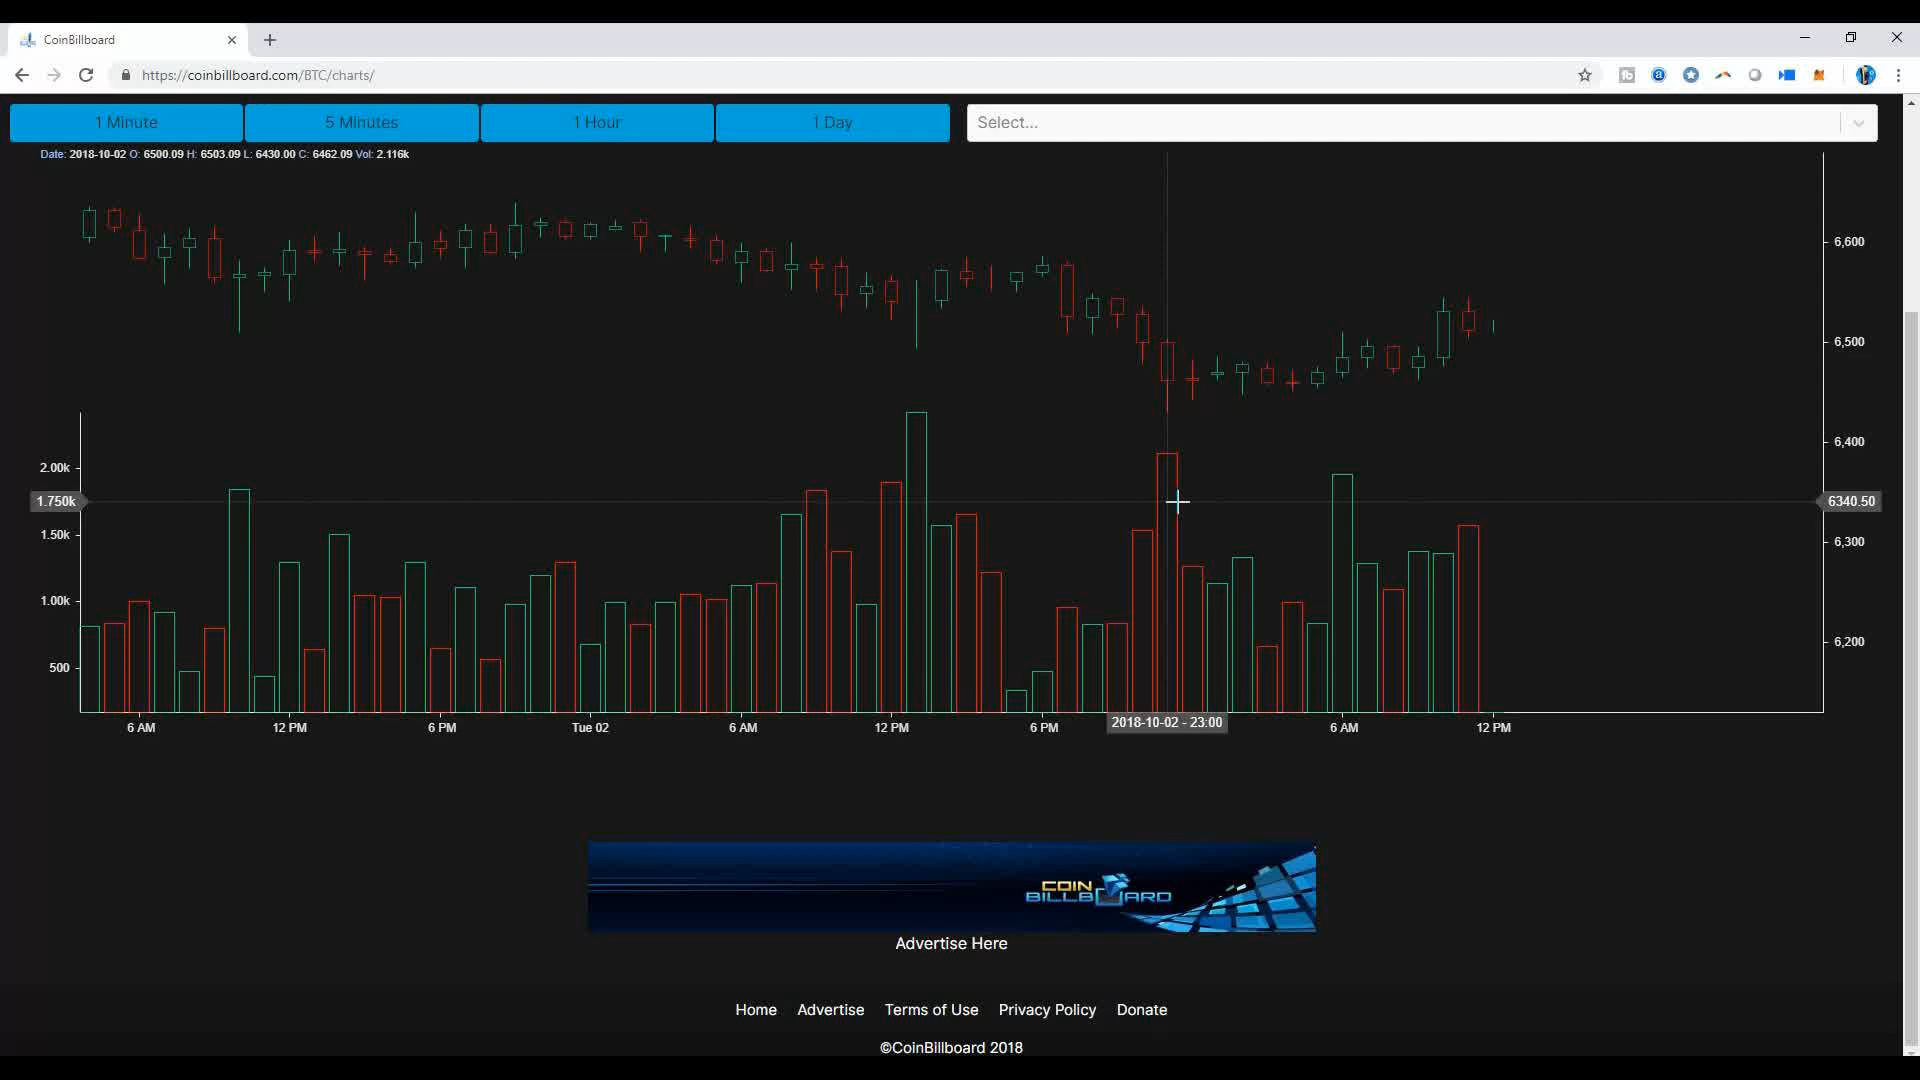 CoinBillboard
https://coinbillboard.com/BTC/charts/
1 Minute 5 Minutes 1 Hour 1 Day Select...
Date: 2018-10-02 O: 6500.09 H: 6503.09 L: 6430.00 C: 6462.09 Vol: 2.116k
6,600
6,500
6,400
2.00k
1.750k 6340.50
1.50k 6,300
1.00k
6,200
500
2018-10-02 - 23:00
6 AM 12 PM 6 PM Tue 02 6 AM 12 PM 6 PM 6 AM 12 PM
COIN
BILLBOARD
Advertise Here
Home Advertise Terms of Use Privacy Policy Donate
©CoinBillboard 2018